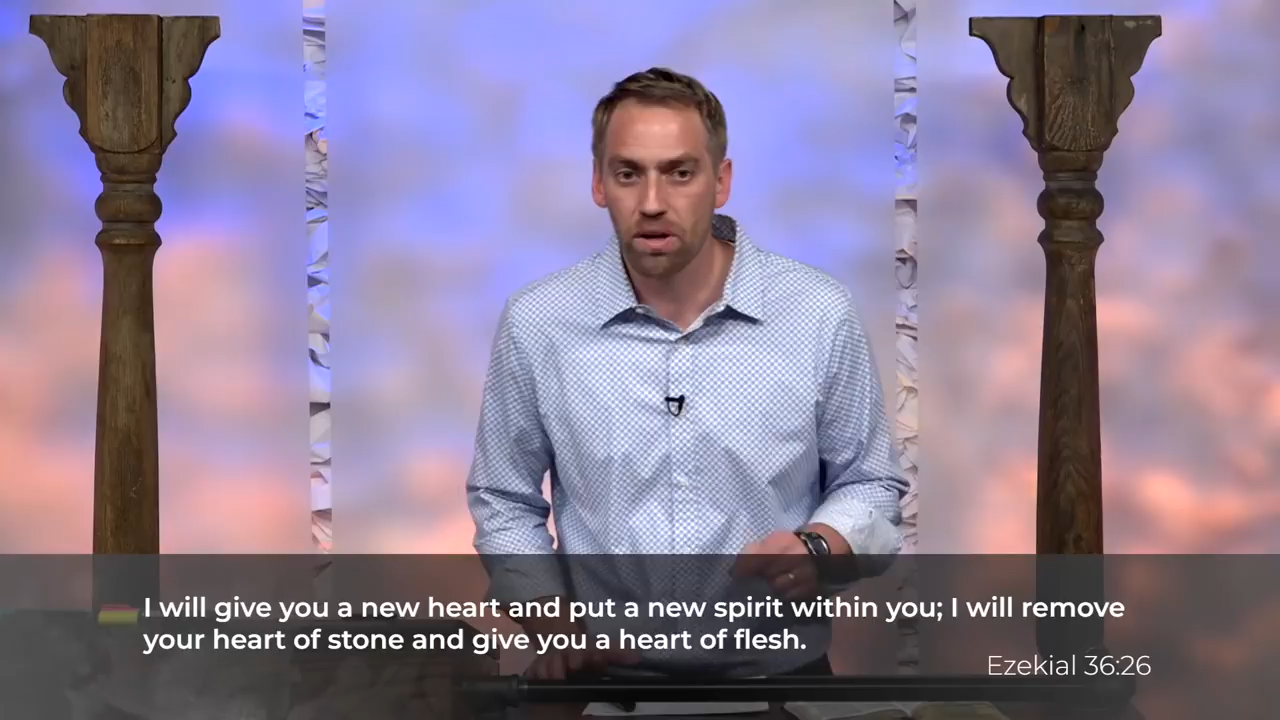 I will give you a new heart and put a new spirit within you; I will remove
your heart of stone and give you a heart of flesh.
Ezekial 36:26